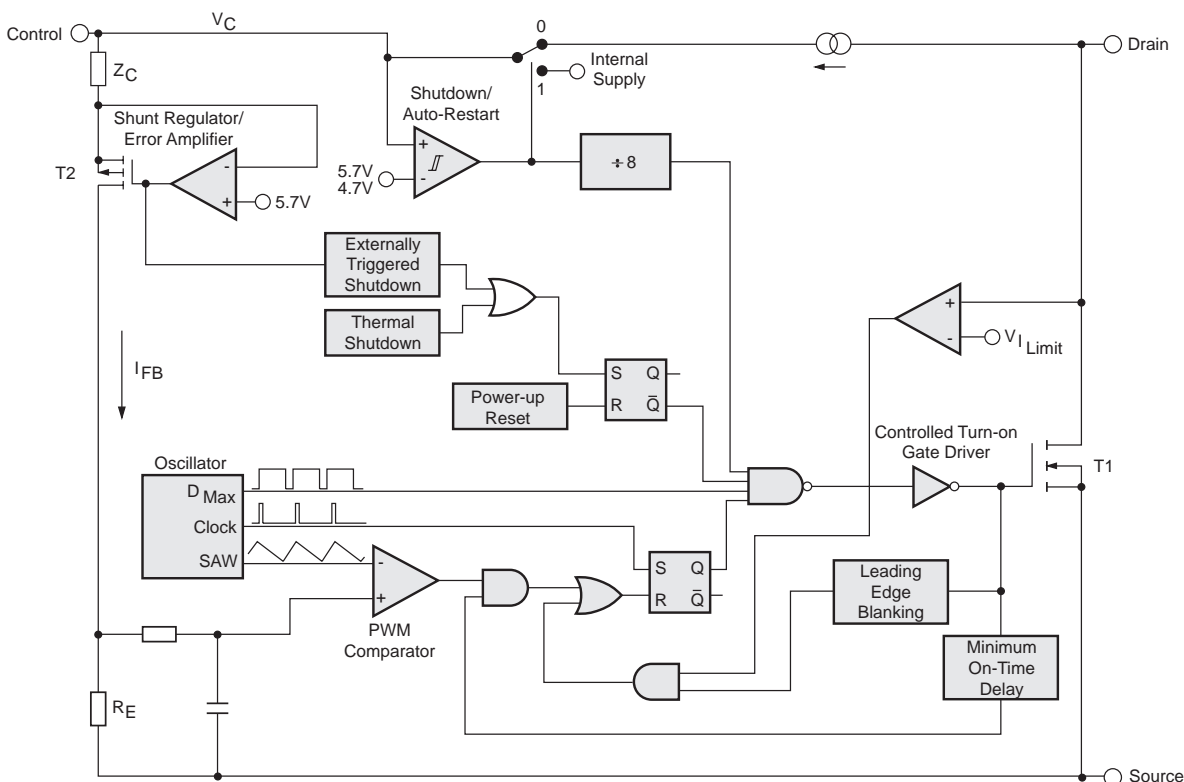 Control
V_C
0
Drain
Z_C
Internal
Supply
1
Shutdown/
Auto-Restart
Shunt Regulator/
Error Amplifier
+
-
÷ 8
T2
-
+
5.7V
5.7V
4.7V
Externally
Triggered
Shutdown
Thermal
Shutdown
+
-
V_I Limit
I_FB
S Q
R Q̅
Power-up
Reset
Controlled Turn-on
Gate Driver
T1
Oscillator
D_Max
Clock
SAW
-
+
PWM
Comparator
S Q
R Q̅
Leading
Edge
Blanking
Minimum
On-Time
Delay
R_E
Source